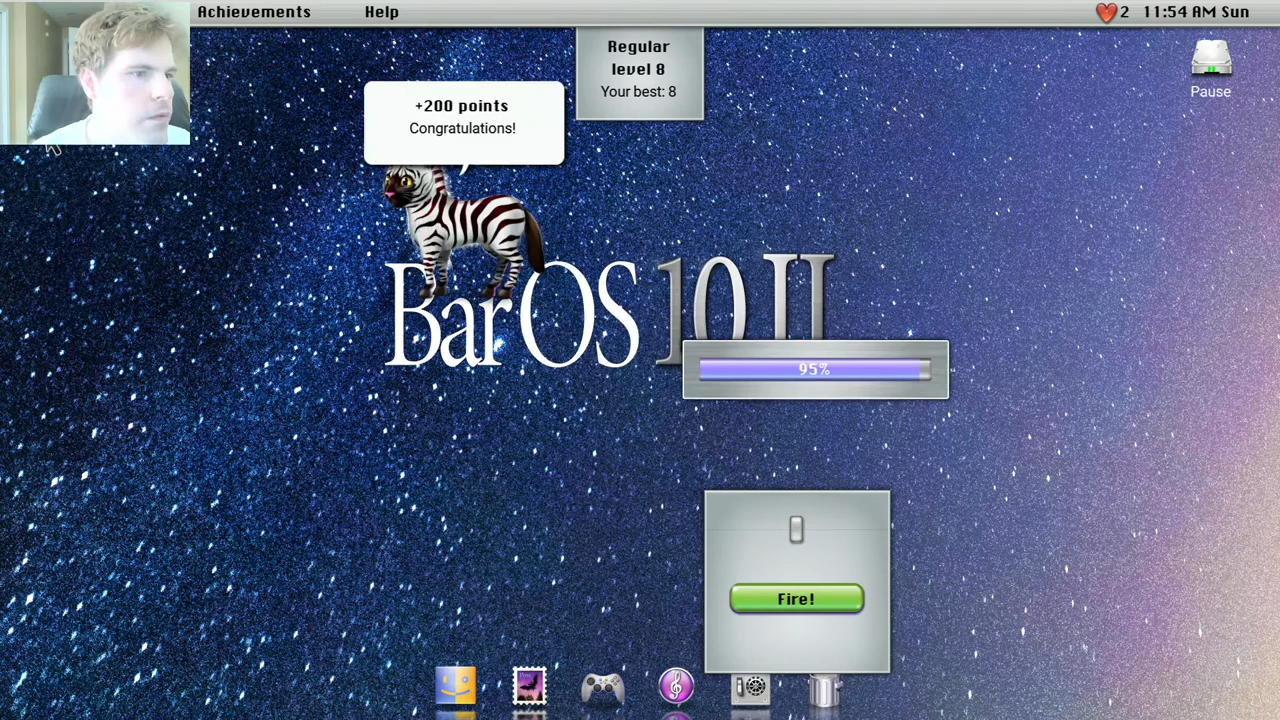 Achievements Help 2 11:54 AM Sun
Regular
level 8
Your best: 8
Pause
+200 points
Congratulations!
BarOS 10 II
95%
Fire!